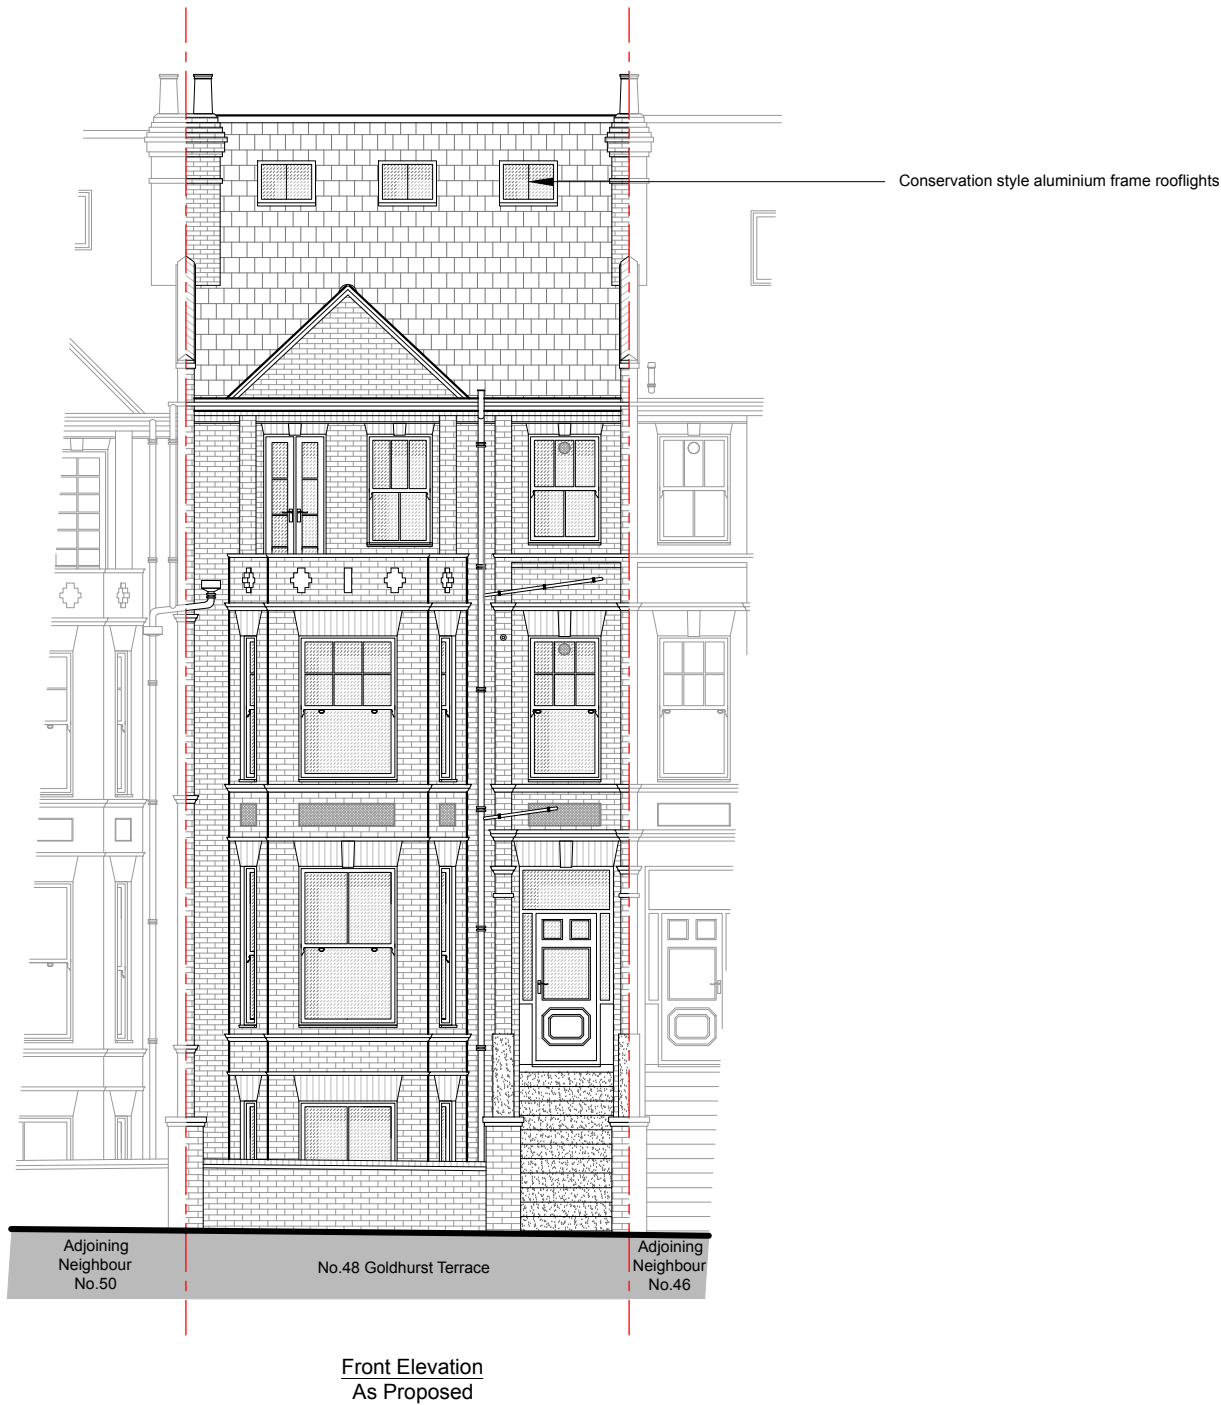 Conservation style aluminium frame rooflights
Adjoining
Neighbour
No.50
No.48 Goldhurst Terrace
Adjoining
Neighbour
No.46
Front Elevation
As Proposed